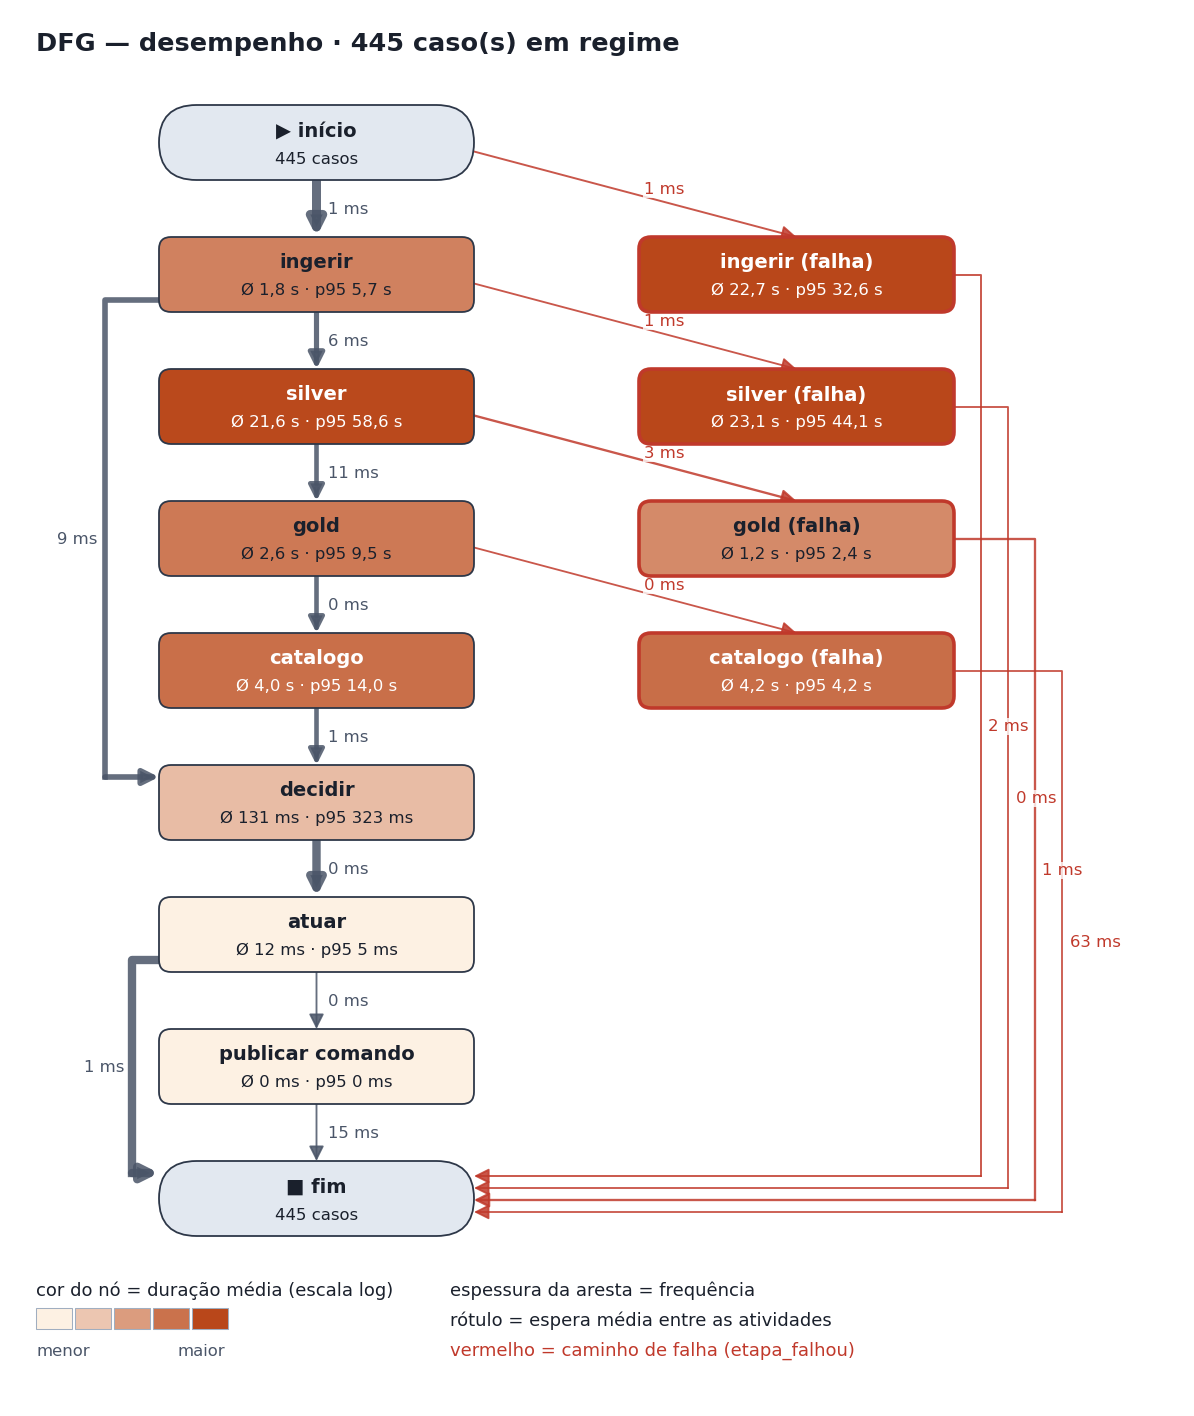 DFG — desempenho · 445 caso(s) em regime
▶ início
445 casos
1 ms
1 ms
ingerir
Ø 1,8 s · p95 5,7 s
ingerir (falha)
Ø 22,7 s · p95 32,6 s
6 ms
1 ms
silver
Ø 21,6 s · p95 58,6 s
silver (falha)
Ø 23,1 s · p95 44,1 s
11 ms
3 ms
9 ms
gold
Ø 2,6 s · p95 9,5 s
gold (falha)
Ø 1,2 s · p95 2,4 s
0 ms
0 ms
catalogo
Ø 4,0 s · p95 14,0 s
catalogo (falha)
Ø 4,2 s · p95 4,2 s
1 ms
2 ms
decidir
Ø 131 ms · p95 323 ms
0 ms
0 ms
1 ms
atuar
Ø 12 ms · p95 5 ms
63 ms
0 ms
1 ms
publicar comando
Ø 0 ms · p95 0 ms
15 ms
■ fim
445 casos
cor do nó = duração média (escala log)
menor maior
espessura da aresta = frequência
rótulo = espera média entre as atividades
vermelho = caminho de falha (etapa_falhou)